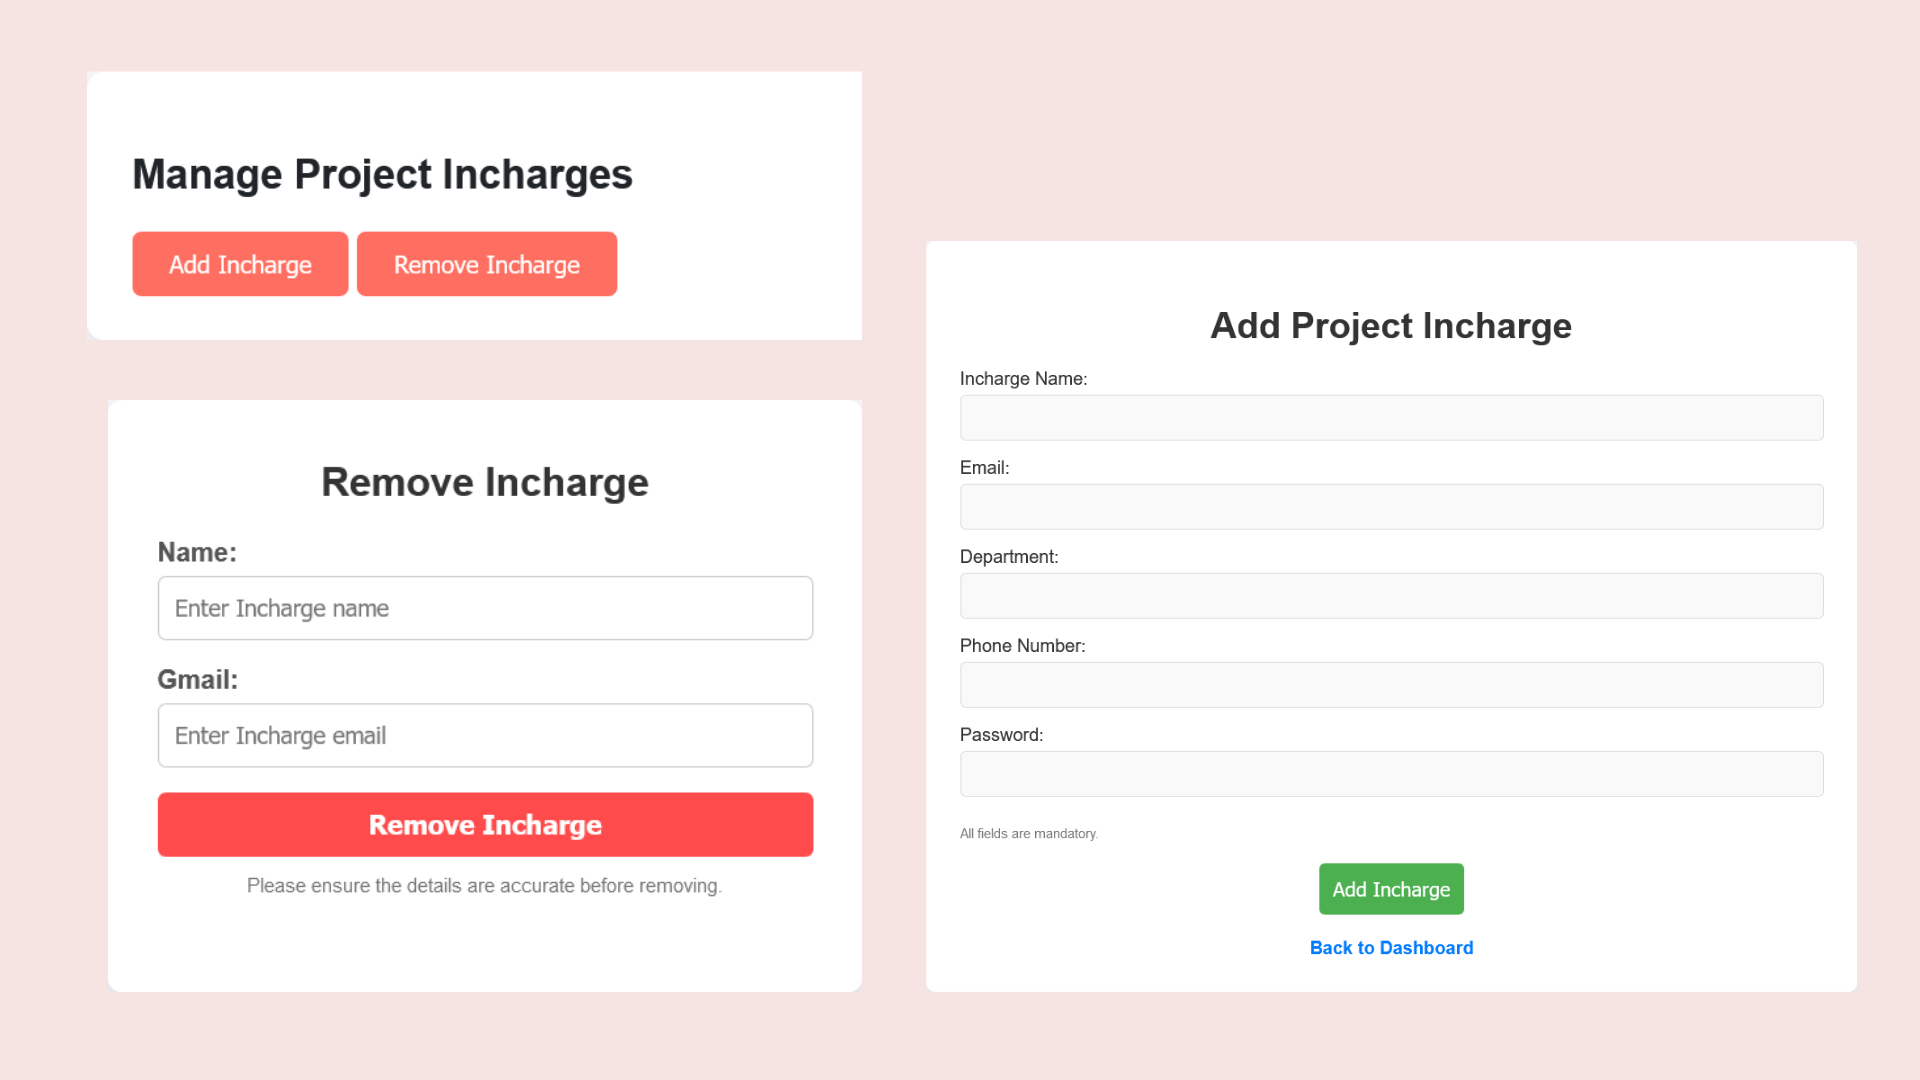 Manage Project Incharges
Add Incharge Remove Incharge
Remove Incharge
Name:
Enter Incharge name
Gmail:
Enter Incharge email
Remove Incharge
Please ensure the details are accurate before removing.
Add Project Incharge
Incharge Name:
Email:
Department:
Phone Number:
Password:
All fields are mandatory.
Add Incharge
Back to Dashboard